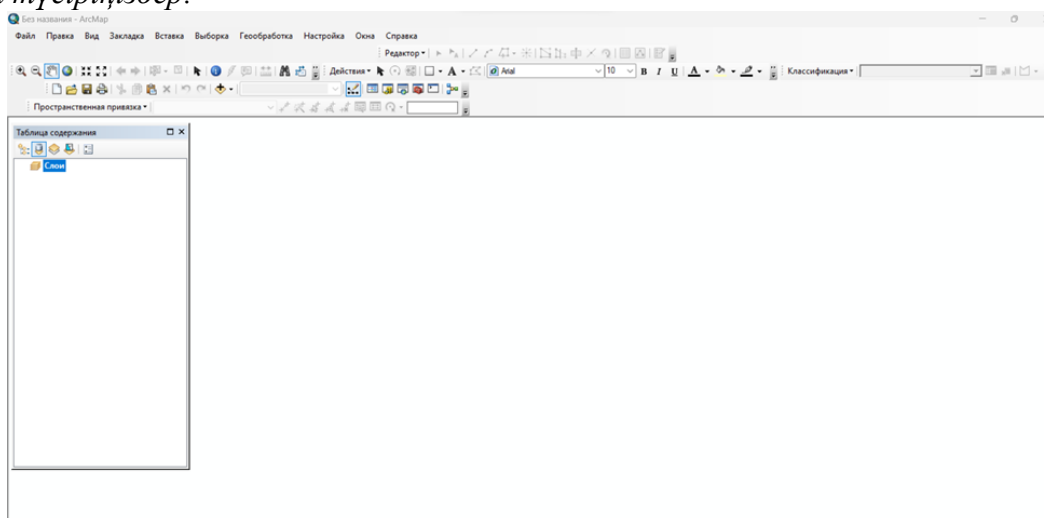 түсіріңіздер.
Без названия - ArcMap
Файл Правка Вид Закладка Вставка Выборка Геообработка Настройка Окна Справка
Редактор
Действия Arial 10 B I U A Классификация
Пространственная привязка
Таблица содержания
Слои